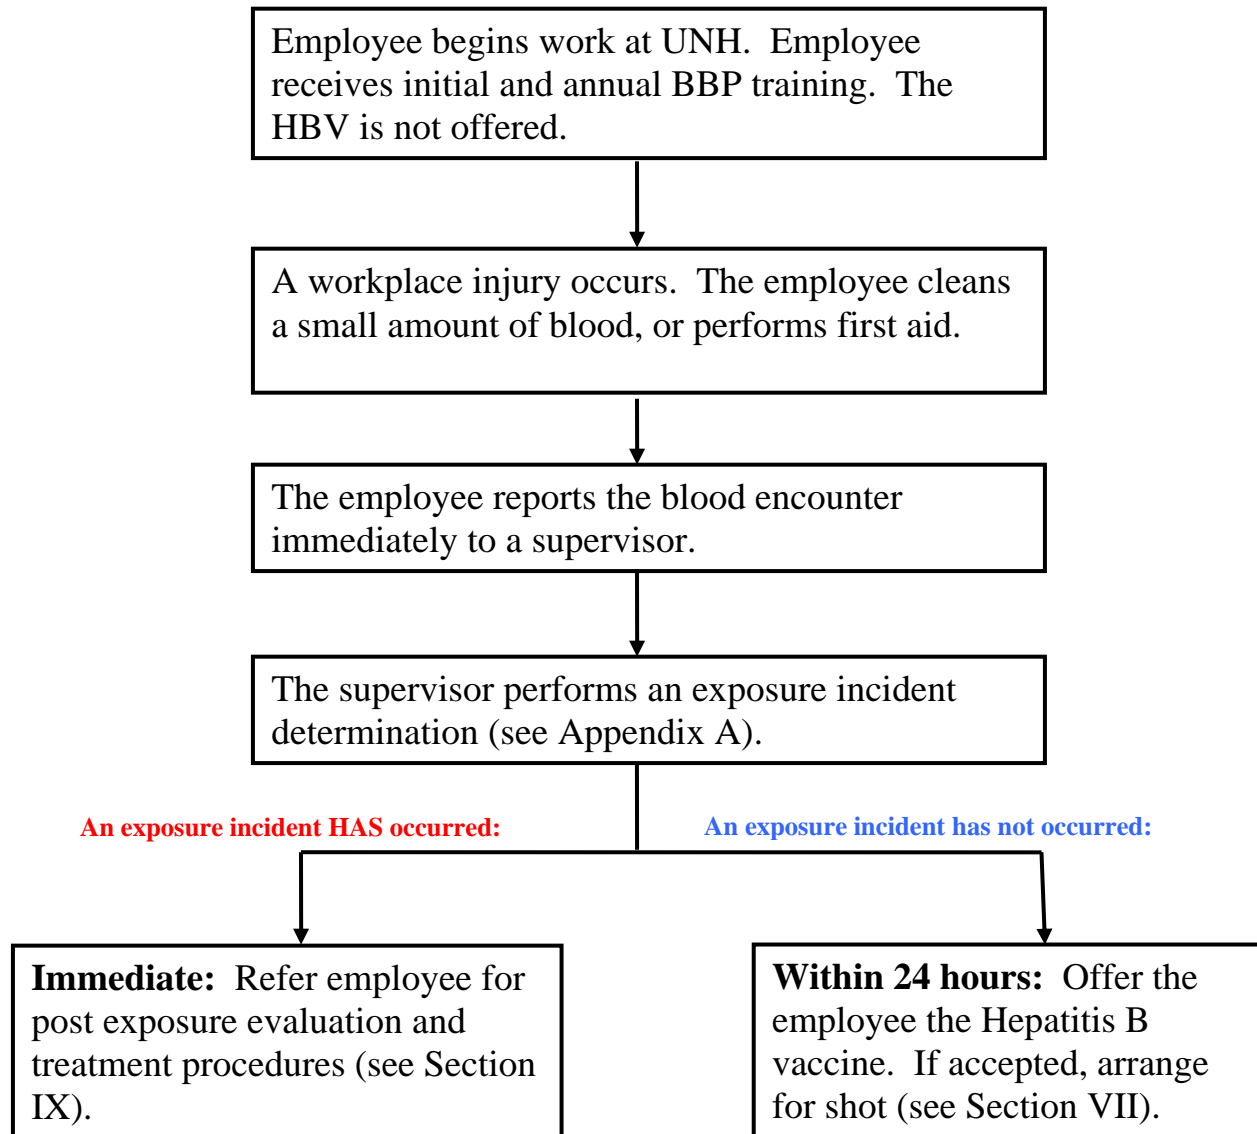 Employee begins work at UNH.  Employee
receives initial and annual BBP training.  The
HBV is not offered.
A workplace injury occurs.  The employee cleans
a small amount of blood, or performs first aid.
The employee reports the blood encounter
immediately to a supervisor.
The supervisor performs an exposure incident
determination (see Appendix A).
An exposure incident HAS occurred:
An exposure incident has not occurred:
Immediate:  Refer employee for
post exposure evaluation and
treatment procedures (see Section
IX).
Within 24 hours:  Offer the
employee the Hepatitis B
vaccine.  If accepted, arrange
for shot (see Section VII).